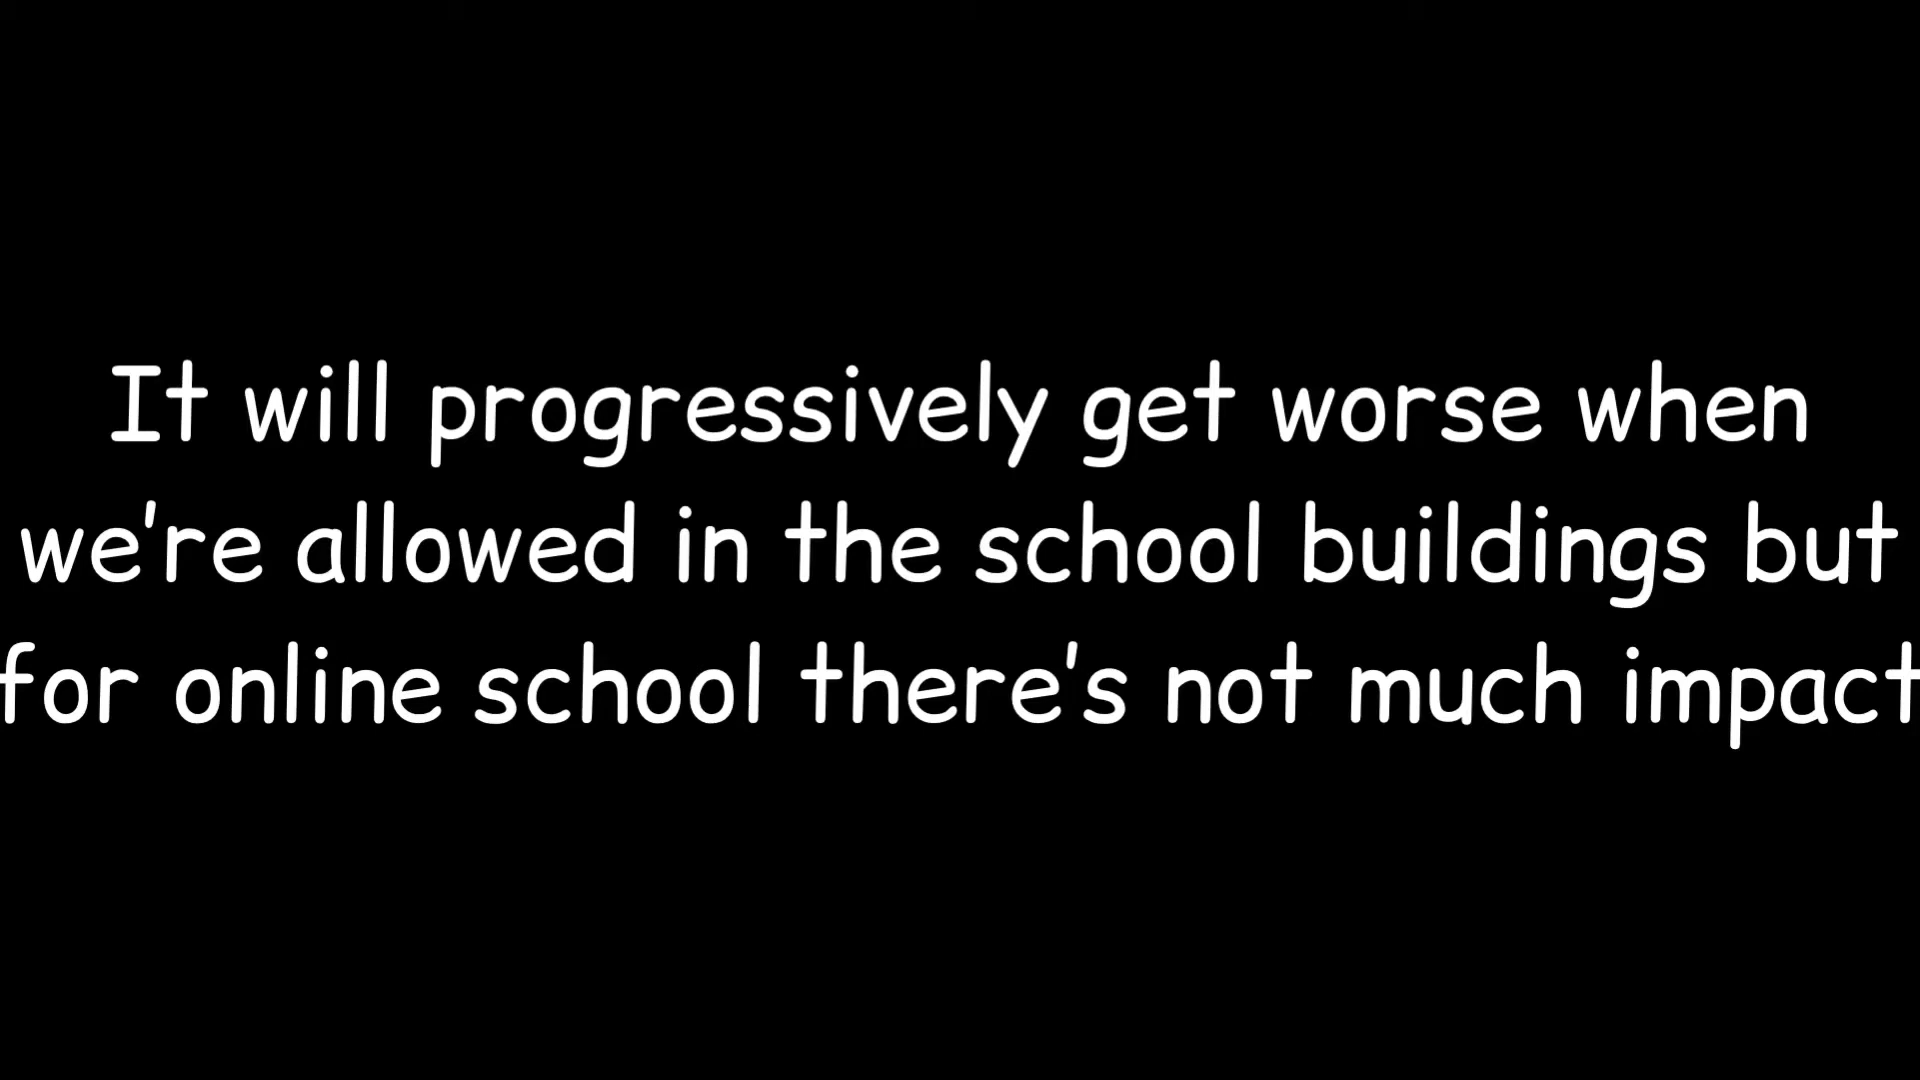 It will progressively get worse when
we're allowed in the school buildings but
for online school there's not much impact